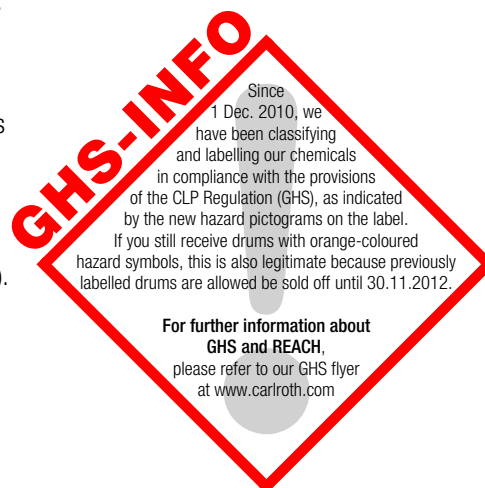 GHS-INFO
Since
1 Dec. 2010, we
have been classifying
and labelling our chemicals
in compliance with the provisions
of the CLP Regulation (GHS), as indicated
by the new hazard pictograms on the label.
If you still receive drums with orange-coloured
hazard symbols, this is also legitimate because previously
labelled drums are allowed be sold off until 30.11.2012.
For further information about
GHS and REACH,
please refer to our GHS flyer
at www.carlroth.com